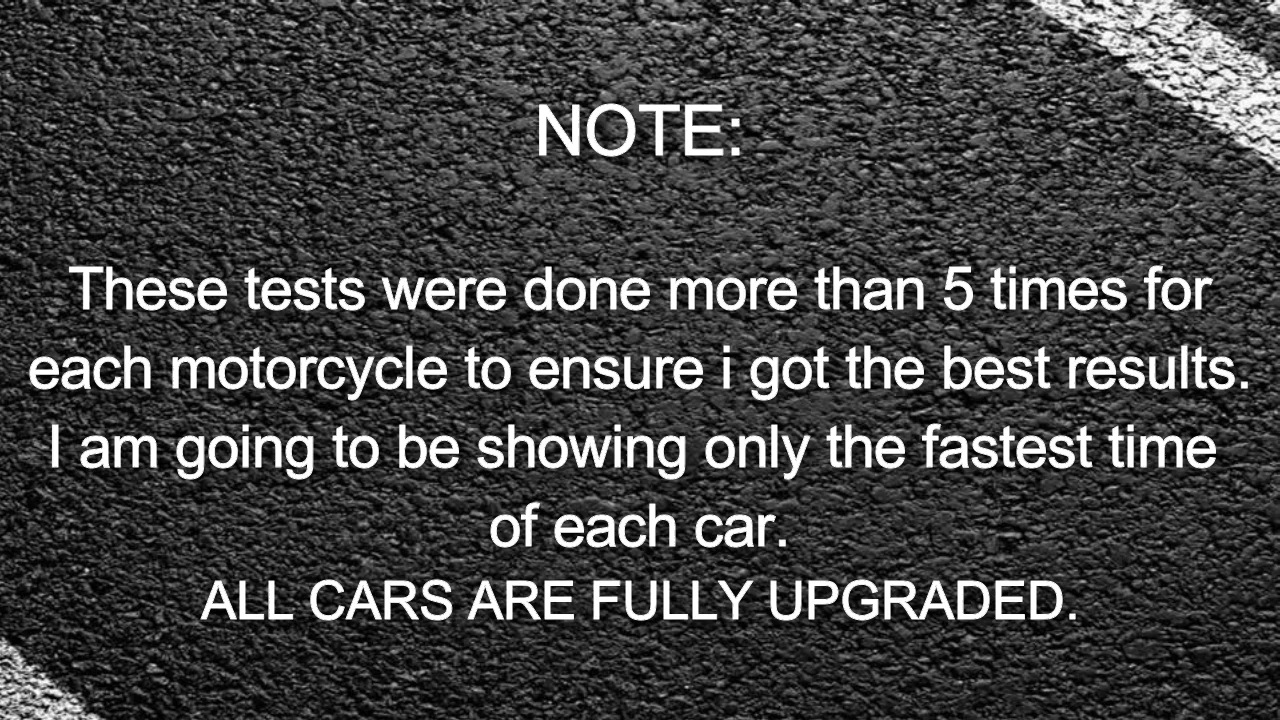 NOTE:
These tests were done more than 5 times for
each motorcycle to ensure i got the best results.
I am going to be showing only the fastest time
of each car.
ALL CARS ARE FULLY UPGRADED.